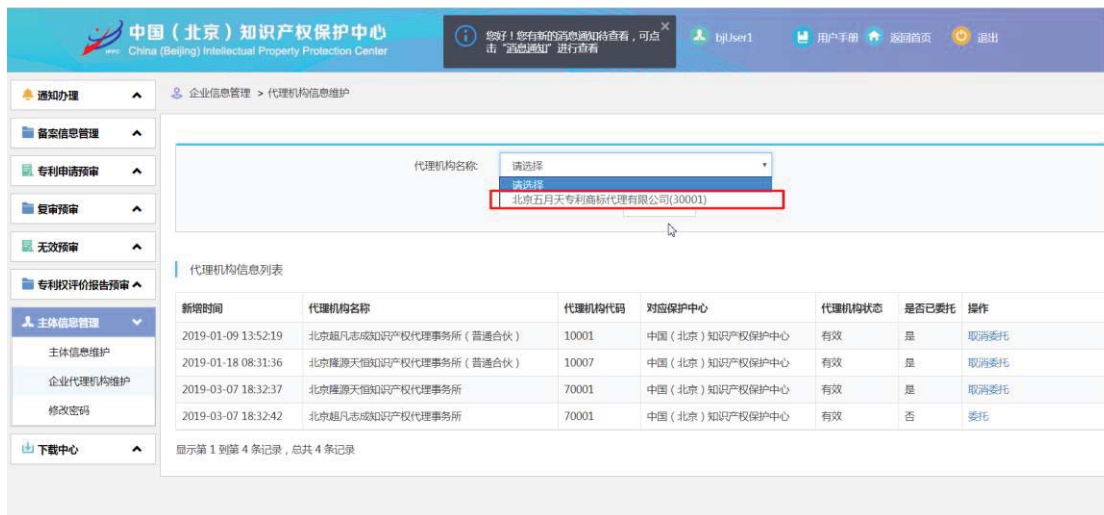 中国（北京）知识产权保护中心
China (Beijing) Intellectual Property Protection Center
IPPC
您好！您有新的消息通知待查看，可点
击“消息通知”进行查看
×
bjUser1
用户手册
返回首页
退出
通知办理
备案信息管理
专利申请预审
复审预审
无效预审
专利权评价报告预审
主体信息管理
主体信息维护
企业代理机构维护
修改密码
下载中心
企业信息管理 > 代理机构信息维护
代理机构名称: 请选择
请选择
北京五月天专利商标代理有限公司(30001)
代理机构信息列表
新增时间 代理机构名称 代理机构代码 对应保护中心 代理机构状态 是否已委托 操作
2019-01-09 13:52:19 北京超凡志成知识产权代理事务所（普通合伙） 10001 中国（北京）知识产权保护中心 有效 是 取消委托
2019-01-18 08:31:36 北京隆源天恒知识产权代理事务所（普通合伙） 10007 中国（北京）知识产权保护中心 有效 是 取消委托
2019-03-07 18:32:37 北京隆源天恒知识产权代理事务所 70001 中国（北京）知识产权保护中心 有效 是 取消委托
2019-03-07 18:32:42 北京超凡志成知识产权代理事务所 70001 中国（北京）知识产权保护中心 有效 否 委托
显示第 1 到第 4 条记录，总共 4 条记录